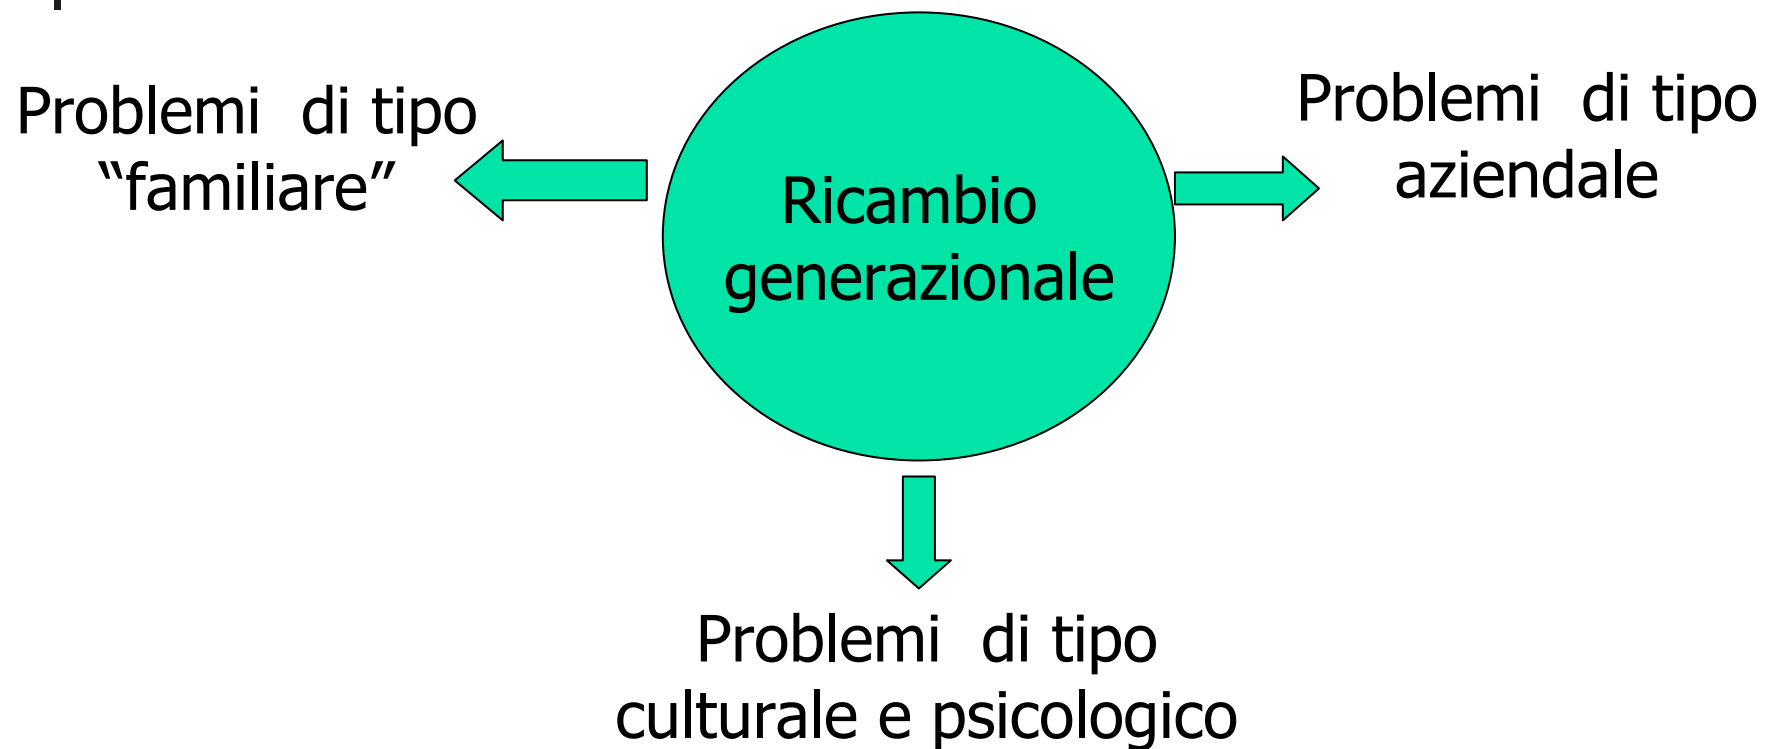 Problemi di tipo
“familiare”
Ricambio
generazionale
Problemi di tipo
aziendale
Problemi di tipo
culturale e psicologico